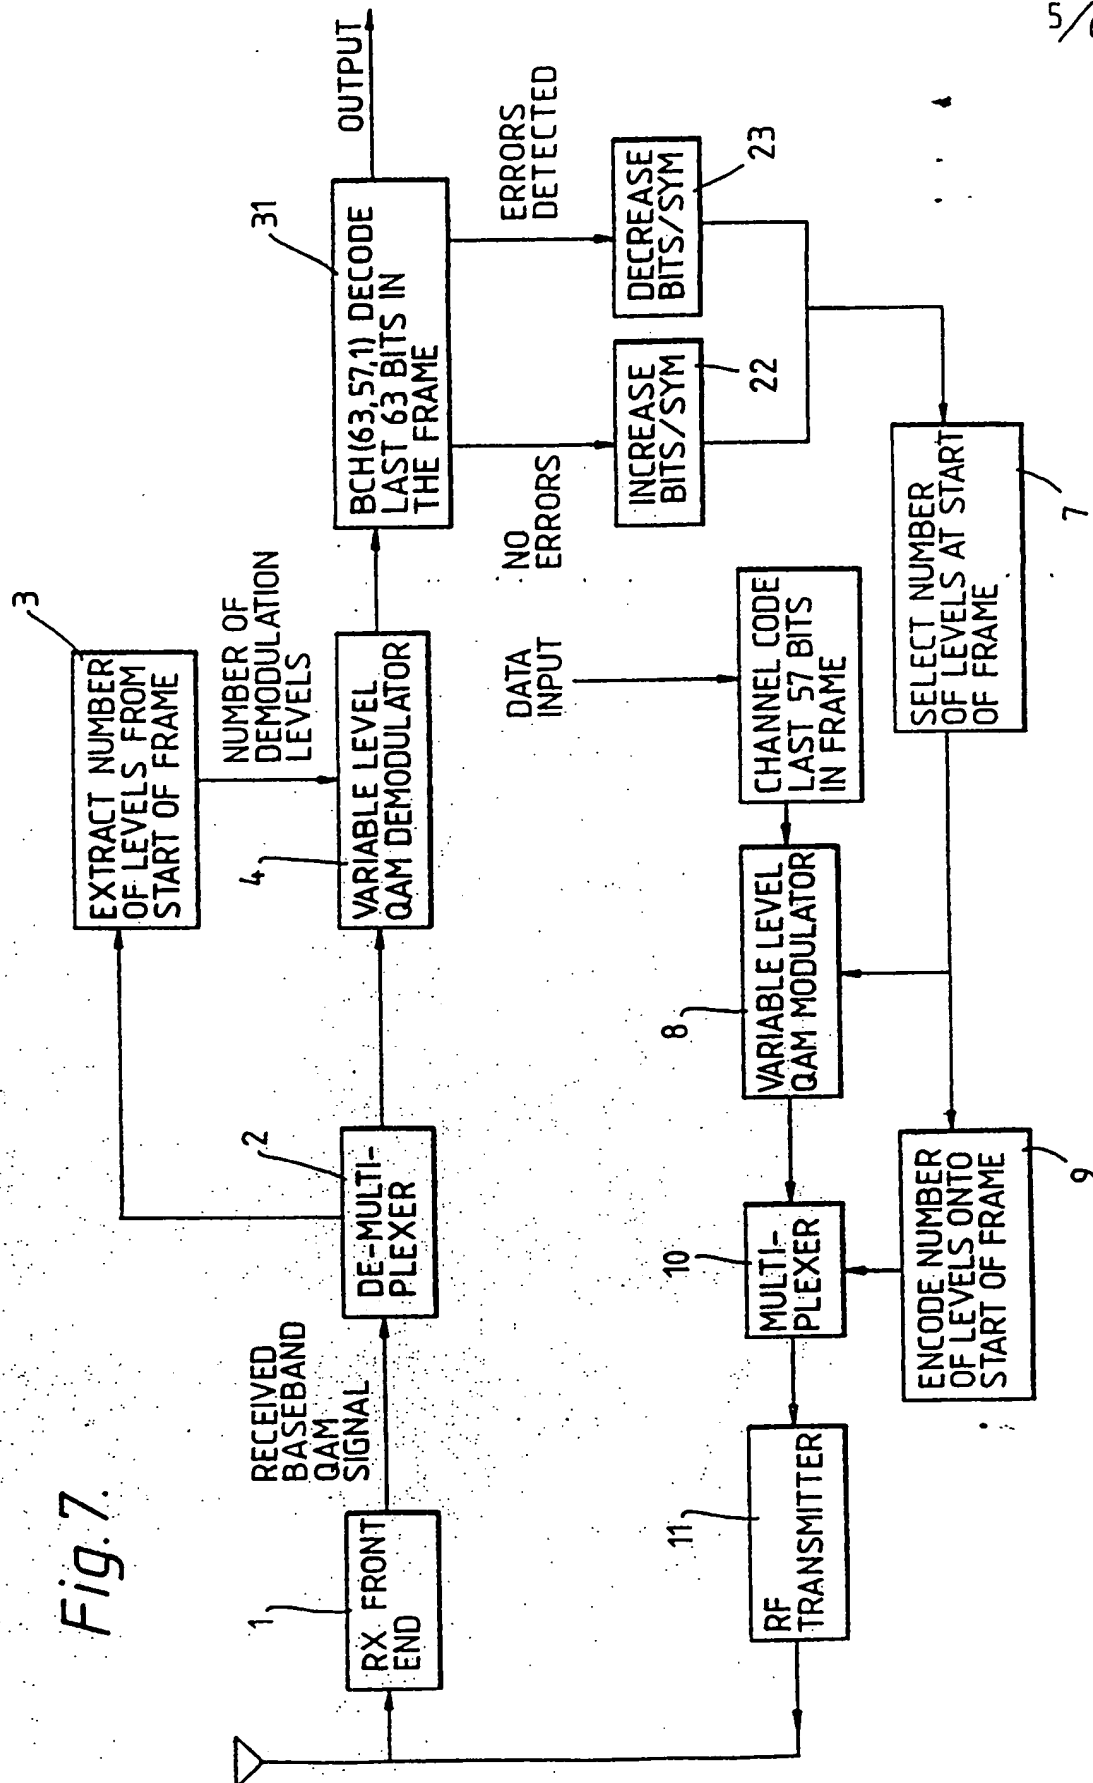 5/
Fig.7.
1
RX FRONT
END
RECEIVED
BASEBAND
QAM
SIGNAL
2
DE-MULTI-
PLEXER
3
EXTRACT NUMBER
OF LEVELS FROM
START OF FRAME
NUMBER OF
DEMODULATION
LEVELS
4
VARIABLE LEVEL
QAM DEMODULATOR
31
BCH(63,57,1) DECODE
LAST 63 BITS IN
THE FRAME
OUTPUT
NO
ERRORS
ERRORS
DETECTED
INCREASE
BITS/SYM
22
DECREASE
BITS/SYM
23
DATA
INPUT
CHANNEL CODE
LAST 57 BITS
IN FRAME
SELECT NUMBER
OF LEVELS AT START
OF FRAME
7
8
VARIABLE LEVEL
QAM MODULATOR
10
MULTI-
PLEXER
ENCODE NUMBER
OF LEVELS ONTO
START OF FRAME
9
11
RF
TRANSMITTER